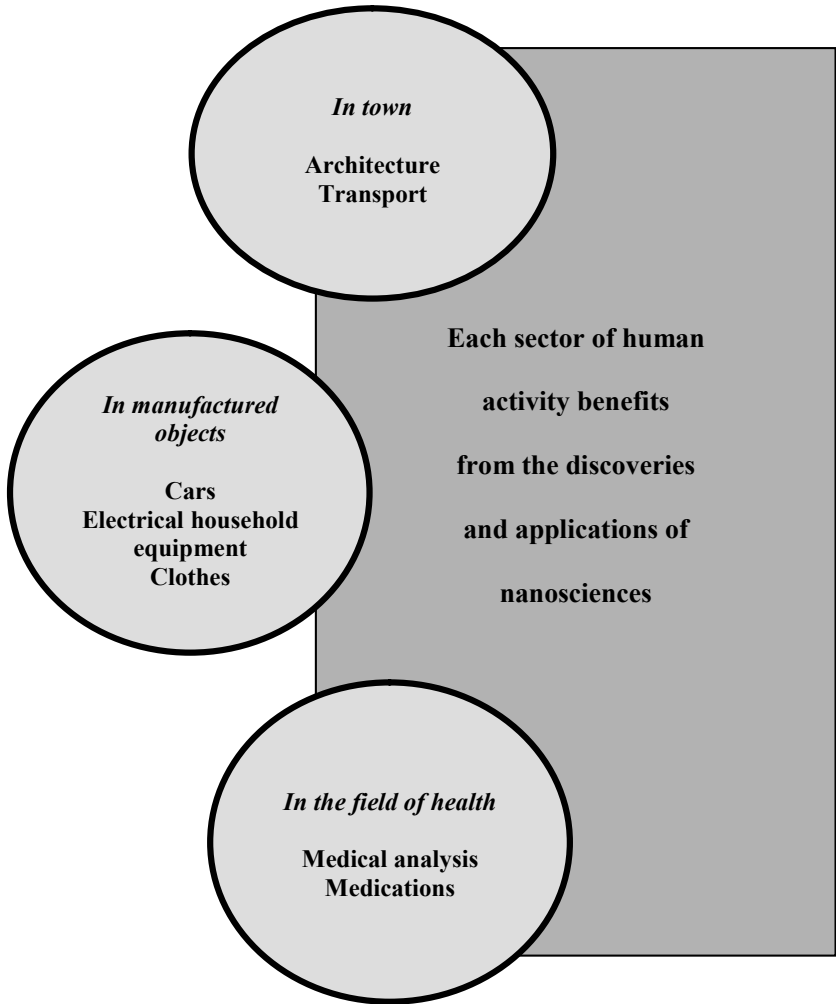 In town
Architecture
Transport
Each sector of human
activity benefits
from the discoveries
and applications of
nanosciences
In manufactured
objects
Cars
Electrical household
equipment
Clothes
In the field of health
Medical analysis
Medications